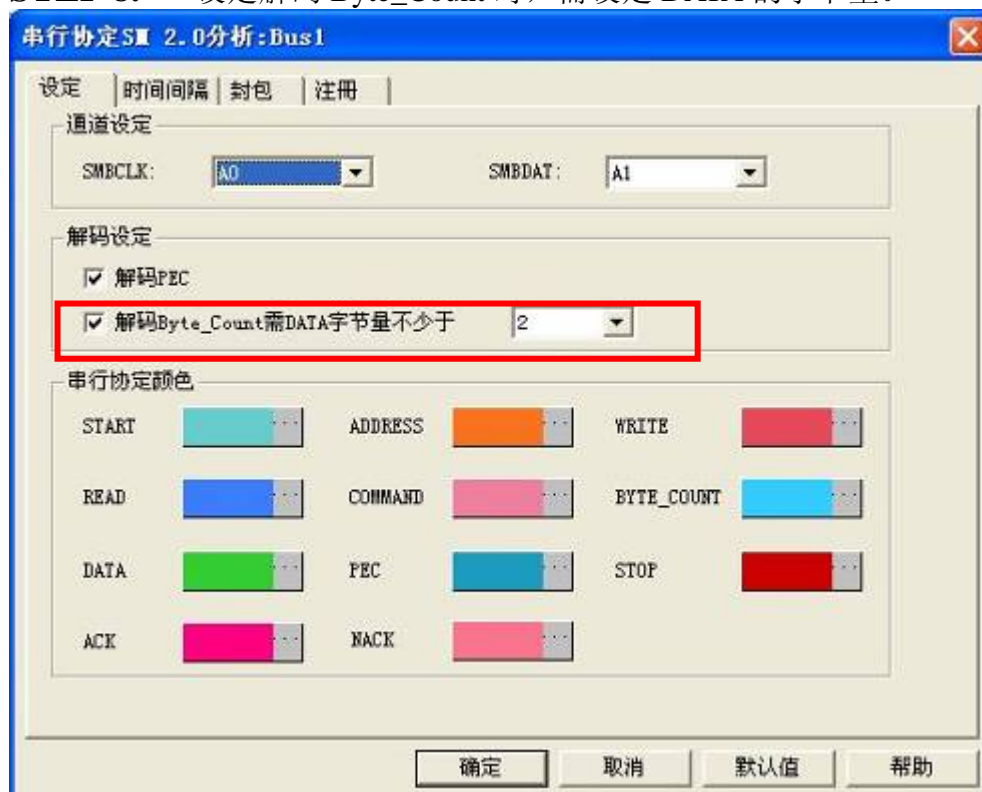 串行协定SM 2.0分析:Bus1
设定 时间间隔 封包 注册
通道设定
SMBCLK: A0 SMBDAT: A1
解码设定
解码PEC
解码Byte_Count需DATA字节量不少于 2
串行协定颜色
START ... ADDRESS ... WRITE ...
READ ... COMMAND ... BYTE_COUNT ...
DATA ... PEC ... STOP ...
ACK ... NACK ...
确定 取消 默认值 帮助